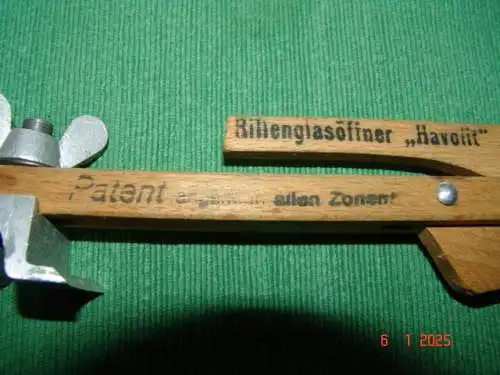 Rillenglasöffner „Havolit"
Patent allen Zonen!
6 1 2025